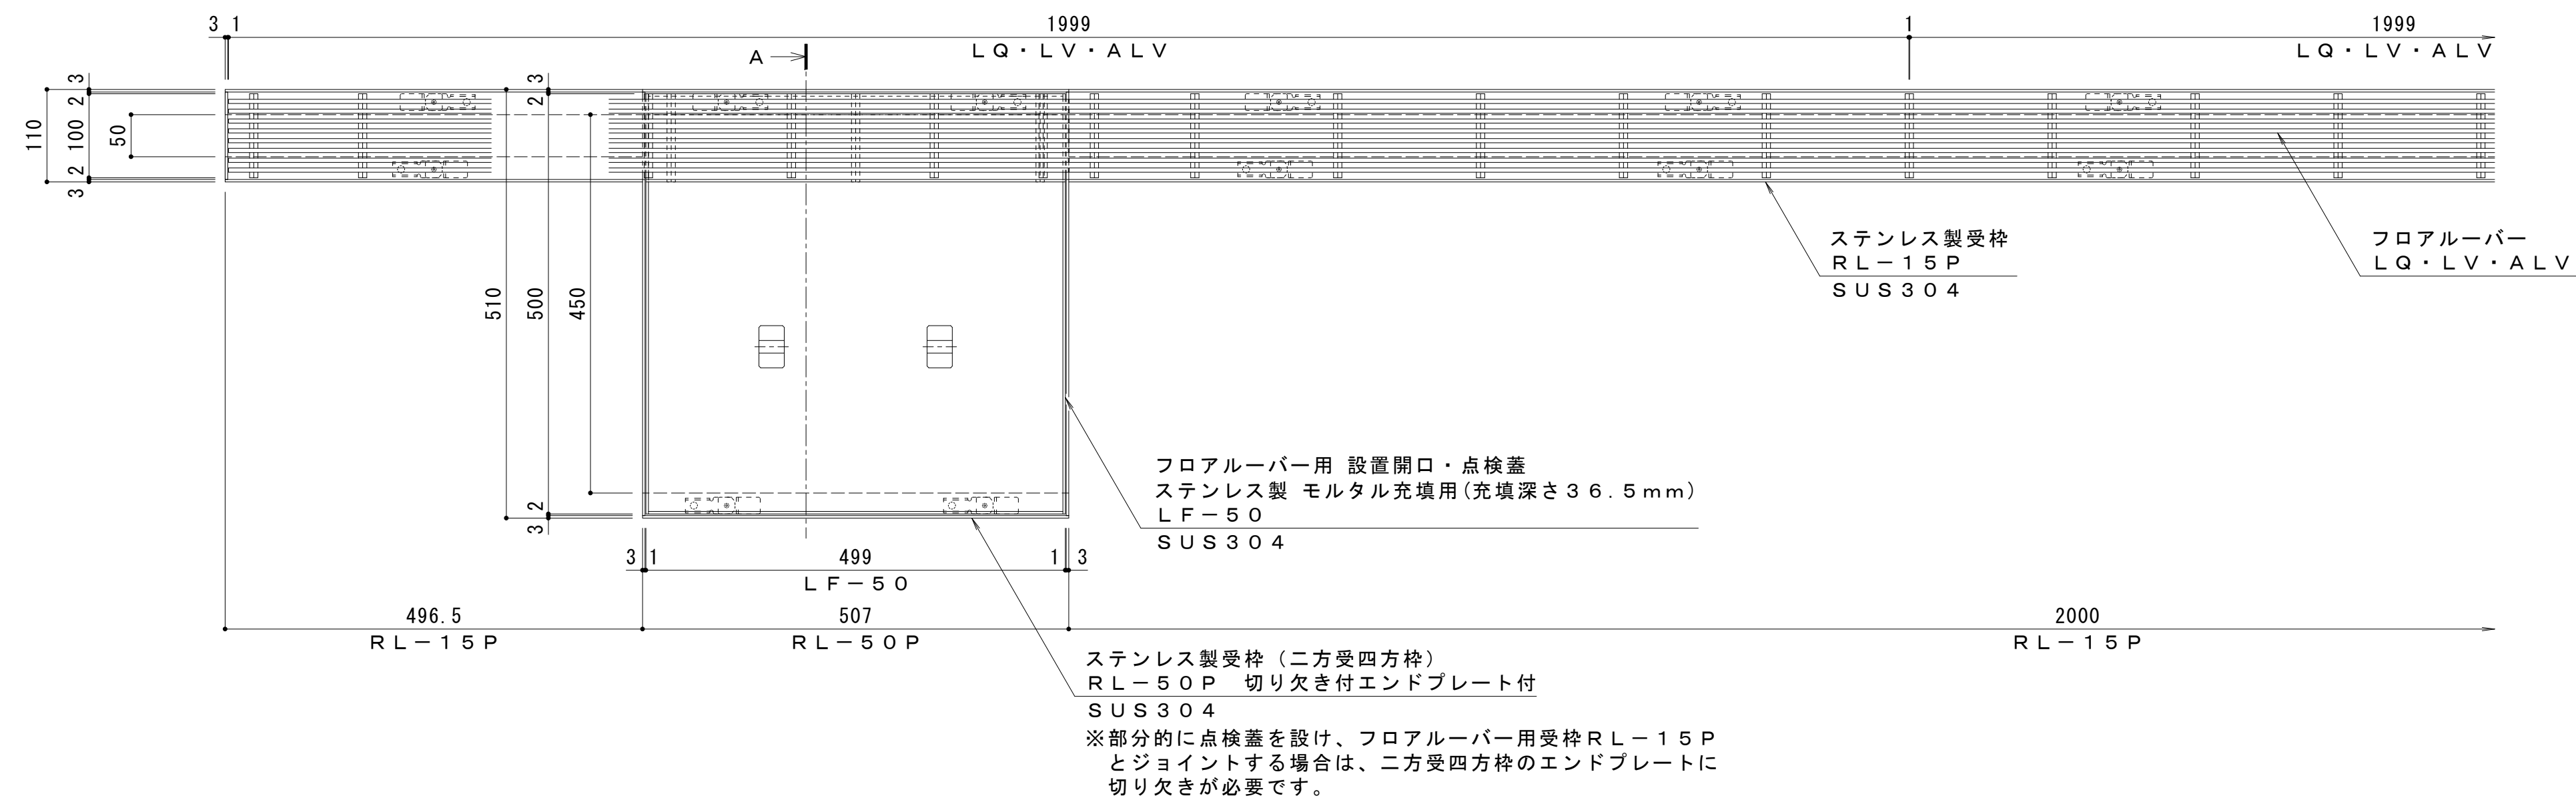 3 1 1999 1 1999
LQ・LV・ALV LQ・LV・ALV
A
3
2
110
100
50
2
3
3
2
510
500
450
2
3
ステンレス製受枠
RL－15P
SUS304
フロアルーバー
LQ・LV・ALV
フロアルーバー用 設置開口・点検蓋
ステンレス製 モルタル充填用(充填深さ36.5mm)
LF－50
SUS304
3 1 499 1 3
LF－50
496.5 507 2000
RL－15P RL－50P RL－15P
ステンレス製受枠（二方受四方枠）
RL－50P　切り欠き付エンドプレート付
SUS304
※部分的に点検蓋を設け、フロアルーバー用受枠RL－15P
とジョイントする場合は、二方受四方枠のエンドプレートに
切り欠きが必要です。